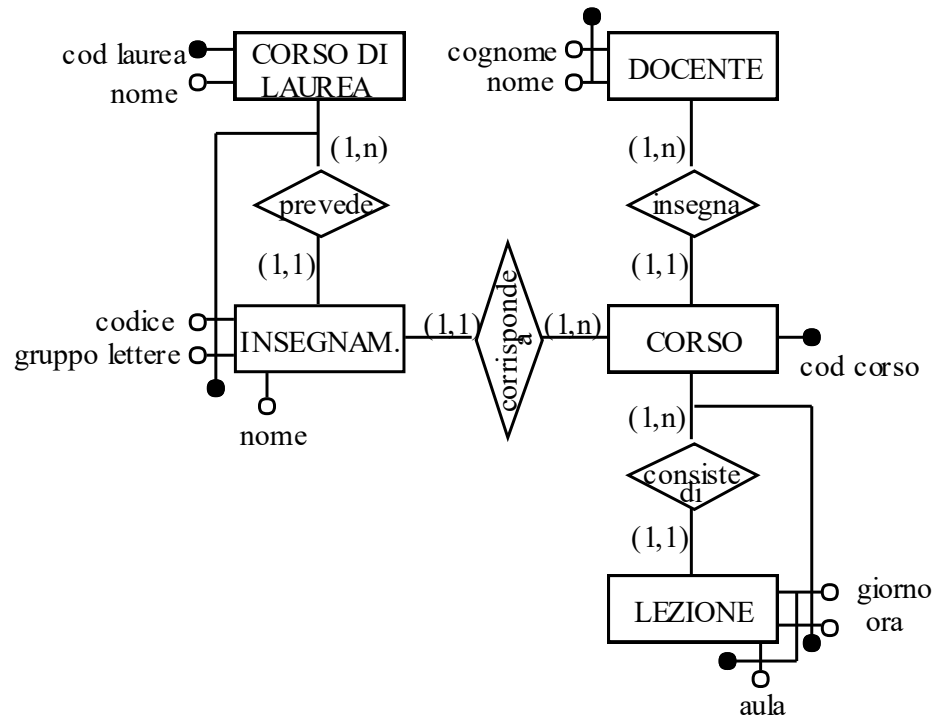 cod laurea
nome
CORSO DI
LAUREA
cognome
nome
DOCENTE
(1,n)
prevede
(1,1)
(1,n)
insegna
(1,1)
codice
gruppo lettere
INSEGNAM.
nome
(1,1)
corrisponde
a
(1,n)
CORSO
cod corso
(1,n)
consiste
di
(1,1)
LEZIONE
giorno
ora
aula